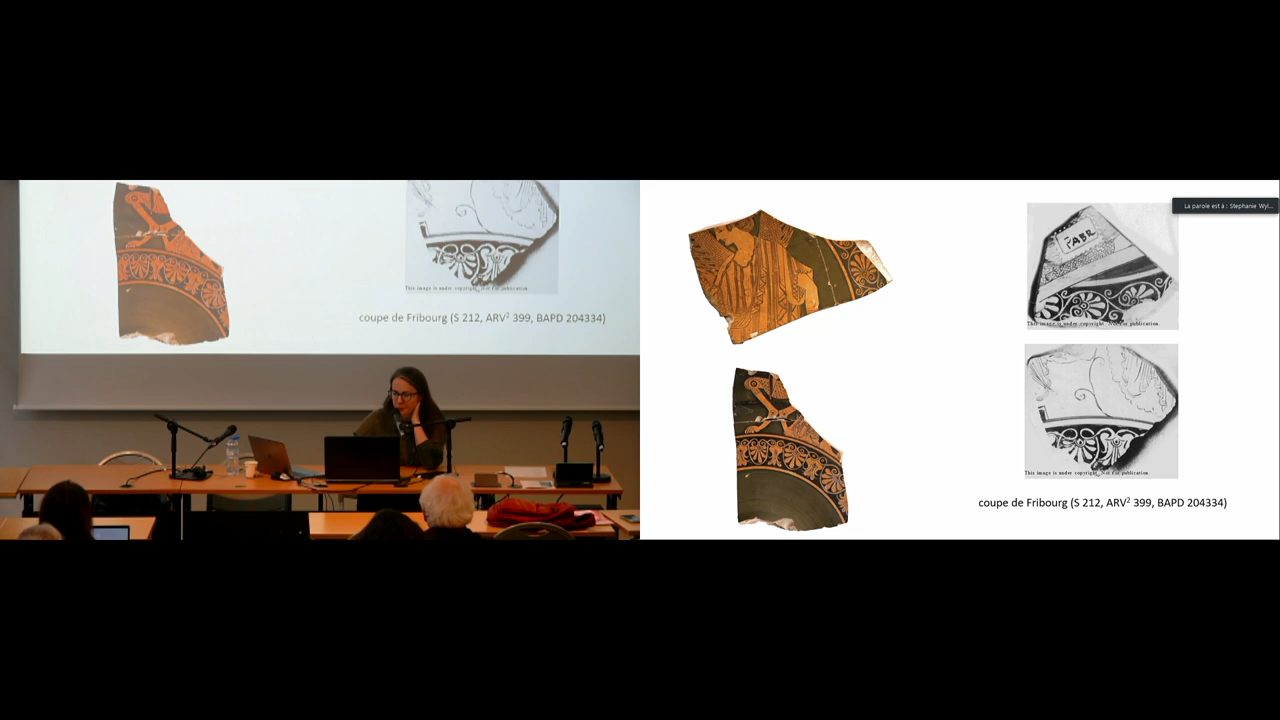 This image is under copyright. Not for publication.
coupe de Fribourg (S 212, ARV² 399, BAPD 204334)
La parole est à : Stephanie Wyl...
FABR
This image is under copyright. Not for publication.
This image is under copyright. Not for publication.
coupe de Fribourg (S 212, ARV² 399, BAPD 204334)